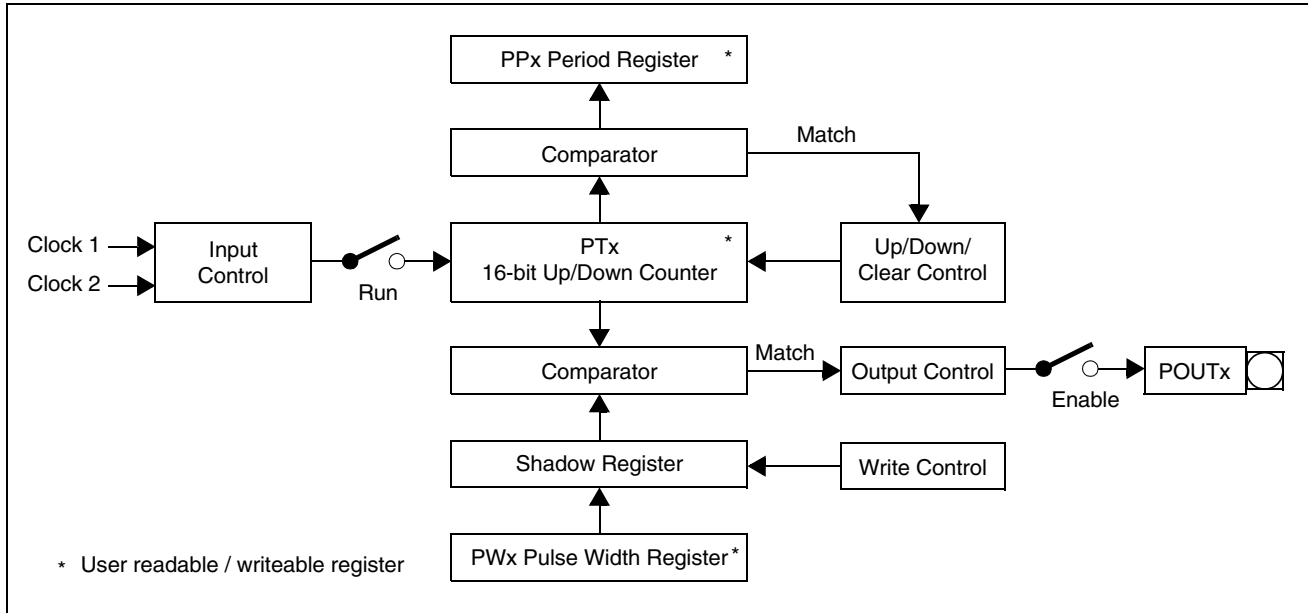 PPx Period Register *
Comparator
Match
Clock 1
Clock 2
Input
Control
Run
PTx *
16-bit Up/Down Counter
Up/Down/
Clear Control
Comparator
Match
Output Control
Enable
POUTx
Shadow Register
Write Control
PWx Pulse Width Register *
* User readable / writeable register